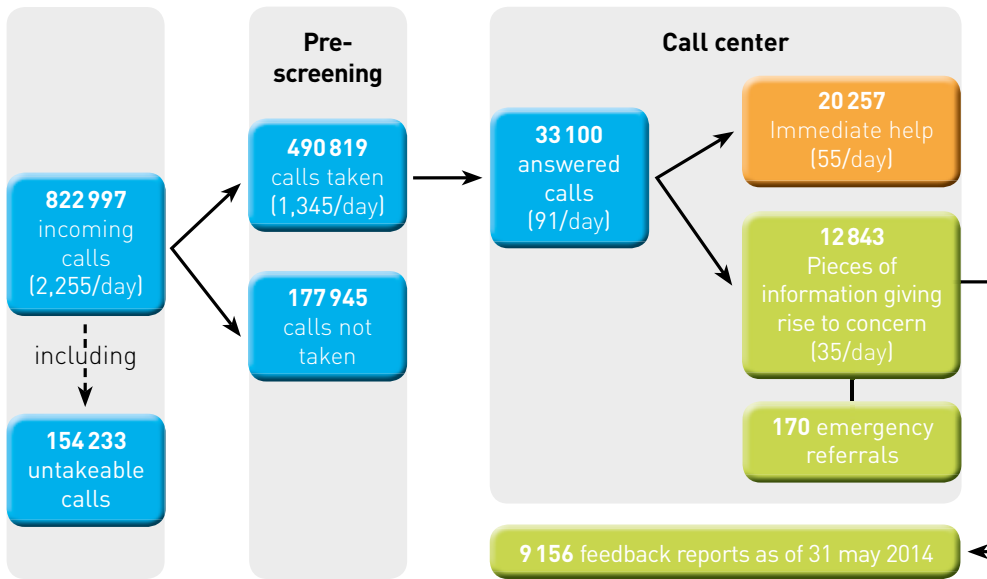 822 997
incoming
calls
(2,255/day)
including
154 233
untakeable
calls
Pre-
screening
490 819
calls taken
(1,345/day)
177 945
calls not
taken
Call center
33 100
answered
calls
(91/day)
20 257
Immediate help
(55/day)
12 843
Pieces of
information giving
rise to concern
(35/day)
170 emergency
referrals
9 156 feedback reports as of 31 may 2014